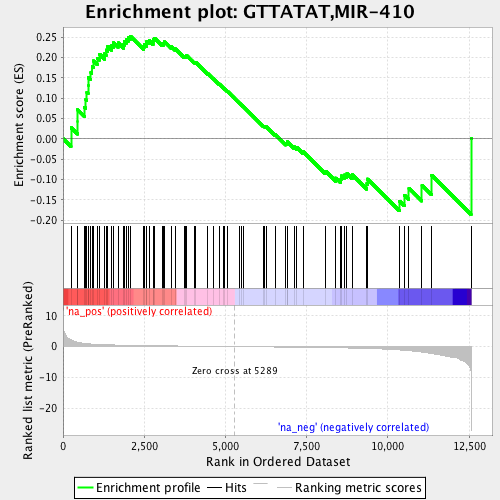 Enrichment plot: GTTATAT,MIR-410
Enrichment score (ES)
0.25
0.20
0.15
0.10
0.05
0.00
-0.05
-0.10
-0.15
-0.20
'na_pos' (positively correlated)
Ranked list metric (PreRanked)
10
5
0
-5
-10
-15
-20
Zero cross at 5289
'na_neg' (negatively correlated)
0
2,500
5,000
7,500
10,000
12,500
Rank in Ordered Dataset
Enrichment profile
Hits
Ranking metric scores